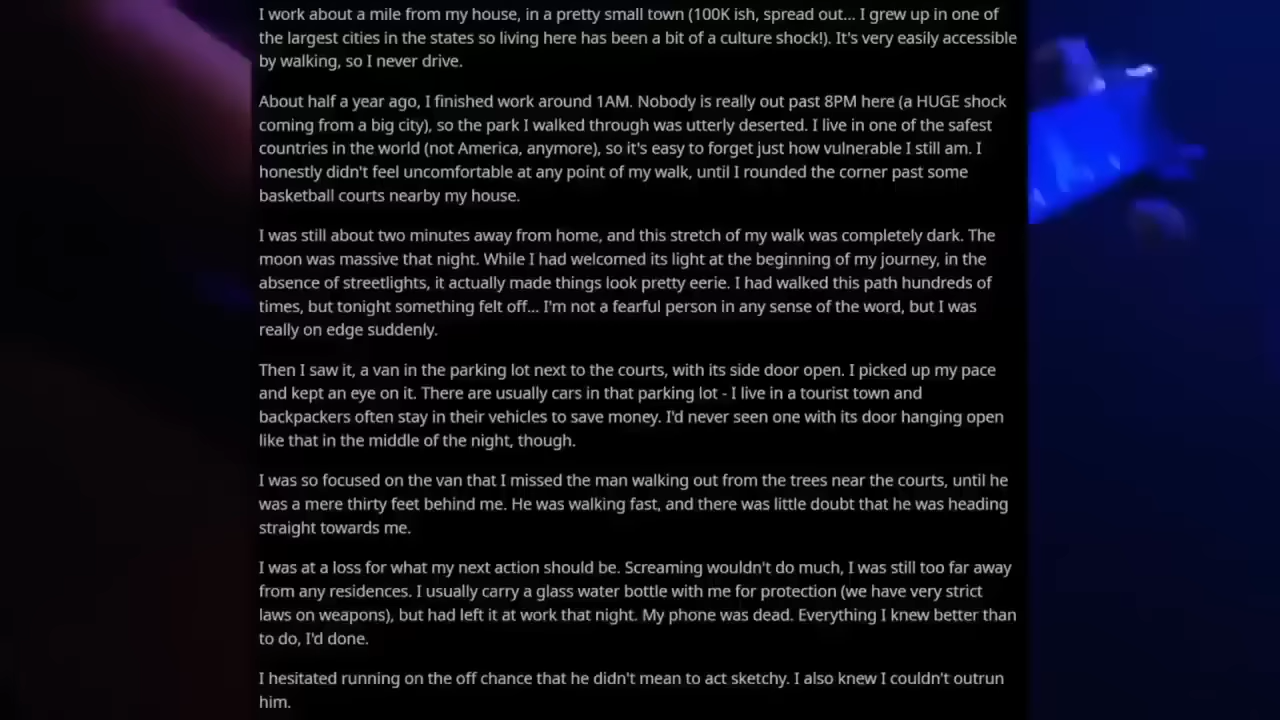 I work about a mile from my house, in a pretty small town (100K ish, spread out... I grew up in one of
the largest cities in the states so living here has been a bit of a culture shock!). It's very easily accessible
by walking, so I never drive.
About half a year ago, I finished work around 1AM. Nobody is really out past 8PM here (a HUGE shock
coming from a big city), so the park I walked through was utterly deserted. I live in one of the safest
countries in the world (not America, anymore), so it's easy to forget just how vulnerable I still am. I
honestly didn't feel uncomfortable at any point of my walk, until I rounded the corner past some
basketball courts nearby my house.
I was still about two minutes away from home, and this stretch of my walk was completely dark. The
moon was massive that night. While I had welcomed its light at the beginning of my journey, in the
absence of streetlights, it actually made things look pretty eerie. I had walked this path hundreds of
times, but tonight something felt off... I'm not a fearful person in any sense of the word, but I was
really on edge suddenly.
Then I saw it, a van in the parking lot next to the courts, with its side door open. I picked up my pace
and kept an eye on it. There are usually cars in that parking lot - I live in a tourist town and
backpackers often stay in their vehicles to save money. I'd never seen one with its door hanging open
like that in the middle of the night, though.
I was so focused on the van that I missed the man walking out from the trees near the courts, until he
was a mere thirty feet behind me. He was walking fast, and there was little doubt that he was heading
straight towards me.
I was at a loss for what my next action should be. Screaming wouldn't do much, I was still too far away
from any residences. I usually carry a glass water bottle with me for protection (we have very strict
laws on weapons), but had left it at work that night. My phone was dead. Everything I knew better than
to do, I'd done.
I hesitated running on the off chance that he didn't mean to act sketchy. I also knew I couldn't outrun
him.